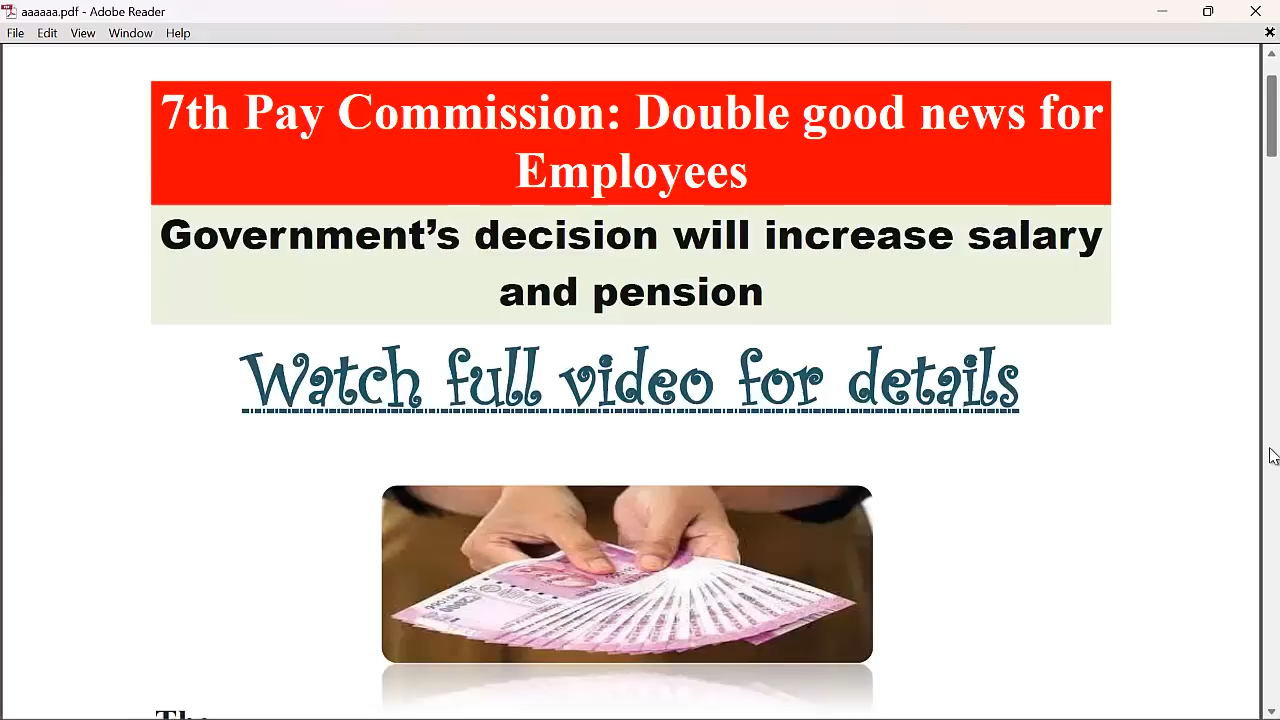 aaaaaa.pdf - Adobe Reader
File Edit View Window Help
7th Pay Commission: Double good news for
Employees
Government’s decision will increase salary
and pension
Watch full video for details
The